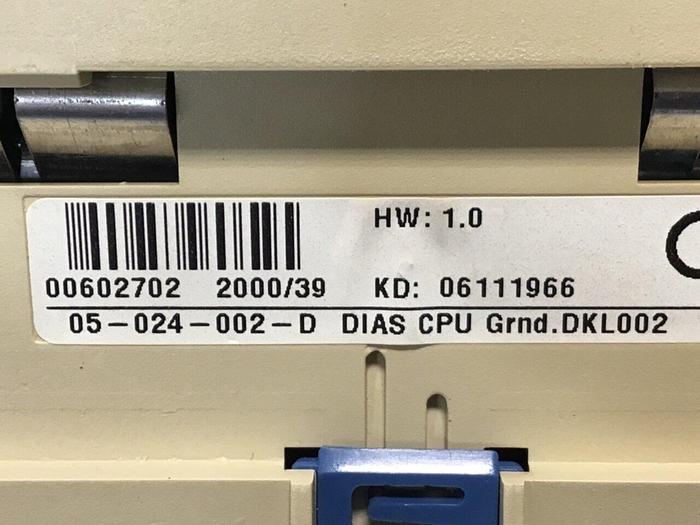 HW: 1.0
00602702 2000/39 KD: 06111966
05-024-002-D DIAS CPU Grnd.DKL002